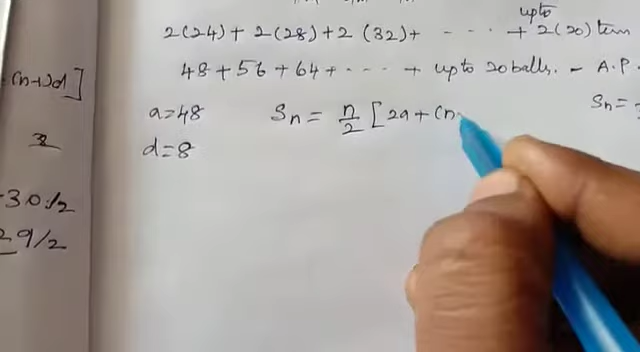 upto
2(24) + 2(28) + 2 (32) + - - - . . + 2(20) term
48 + 56 + 64 + - . . . + upto 20 balls. - A.P.
(n+)d]
a = 48 Sn = n/2 [2a + (n
Sn =
d = 8
-30/2
29/2